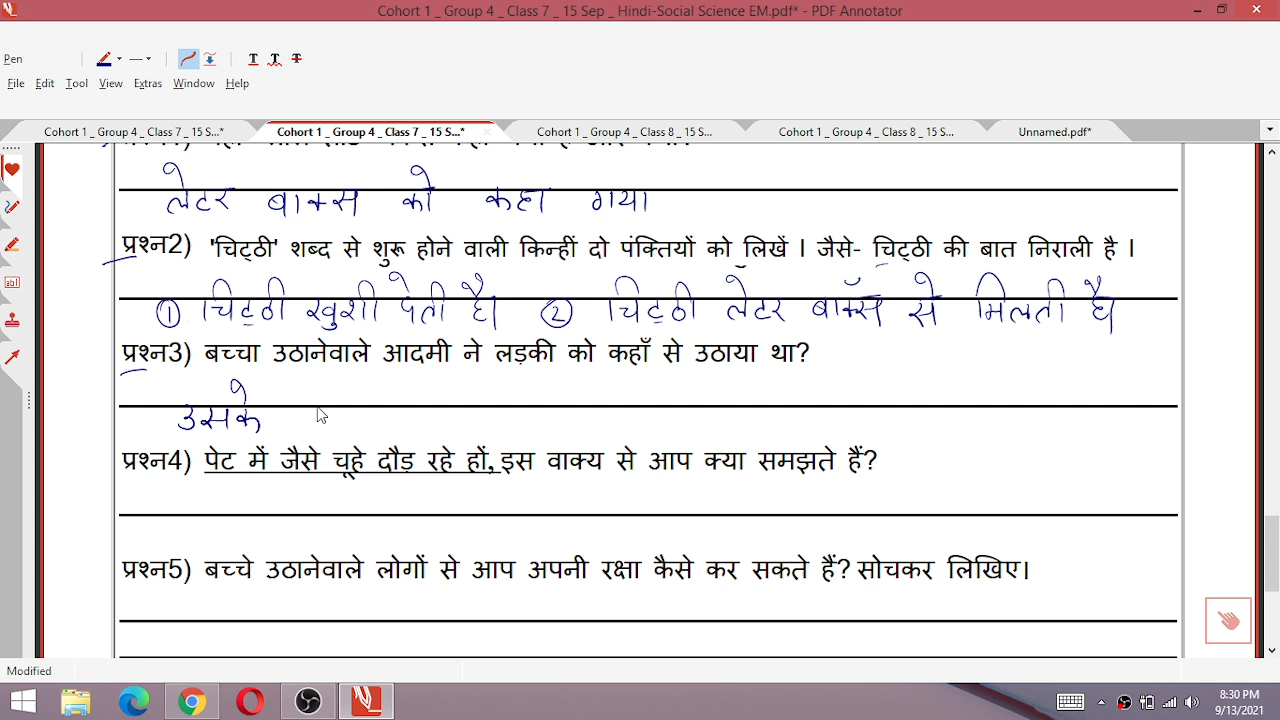 Cohort 1 _ Group 4 _ Class 7 _ 15 Sep _ Hindi-Social Science EM.pdf* - PDF Annotator
Pen
File Edit Tool View Extras Window Help
Cohort 1 _ Group 4 _ Class 7 _ 15 S...* Cohort 1 _ Group 4 _ Class 7 _ 15 S...* Cohort 1 _ Group 4 _ Class 8 _ 15 S... Cohort 1 _ Group 4 _ Class 8 _ 15 S... Unnamed.pdf*
लेटर बाक्स को कहा गया
प्रश्न2) 'चिट्ठी' शब्द से शुरू होने वाली किन्हीं दो पंक्तियों को लिखें । जैसे- चिट्ठी की बात निराली है ।
① चिट्ठी खुशी देती है। ② चिट्ठी लेटर बॉक्स से मिलती है
प्रश्न3) बच्चा उठानेवाले आदमी ने लड़की को कहाँ से उठाया था?
उसके
प्रश्न4) पेट में जैसे चूहे दौड़ रहे हों, इस वाक्य से आप क्या समझते हैं?
प्रश्न5) बच्चे उठानेवाले लोगों से आप अपनी रक्षा कैसे कर सकते हैं? सोचकर लिखिए।
Modified
8:30 PM
9/13/2021